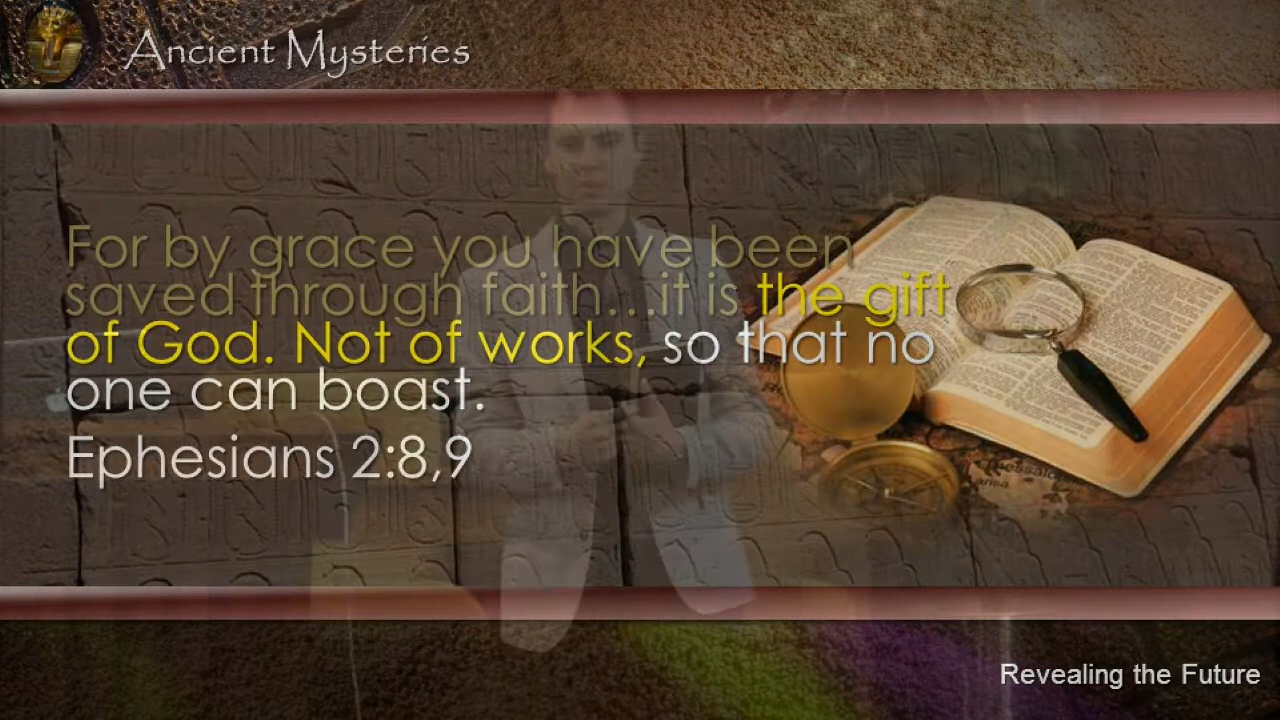 Ancient Mysteries
For by grace you have been
saved through faith...it is the gift
of God. Not of works, so that no
one can boast.
Ephesians 2:8,9
Revealing the Future